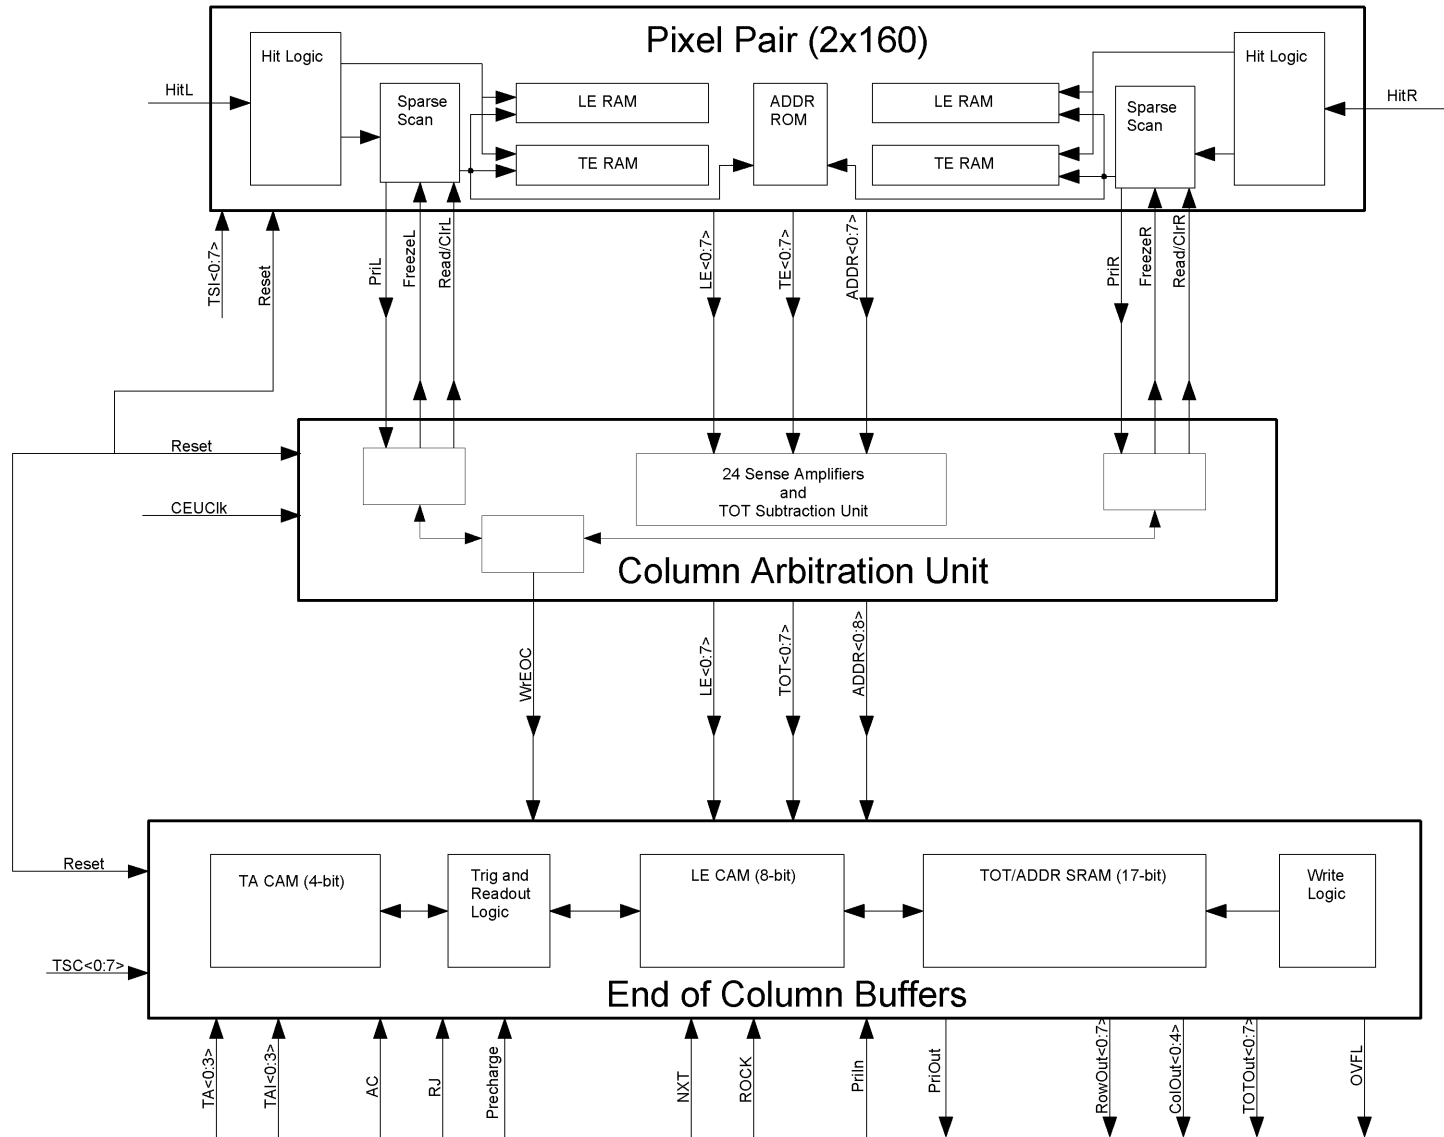 Pixel Pair (2x160)
Hit Logic
Hit Logic
HitL
Sparse
Scan
LE RAM
ADDR
ROM
LE RAM
Sparse
Scan
HitR
TE RAM
TE RAM
TSI<0:7>
Reset
PriL
FreezeL
Read/ClrL
LE<0:7>
TE<0:7>
ADDR<0:7>
PriR
FreezeR
Read/ClrR
Reset
CEUClk
24 Sense Amplifiers
and
TOT Subtraction Unit
Column Arbitration Unit
WrEOC
LE<0:7>
TOT<0:7>
ADDR<0:8>
Reset
TA CAM (4-bit)
Trig and
Readout
Logic
LE CAM (8-bit)
TOT/ADDR SRAM (17-bit)
Write
Logic
TSC<0:7>
End of Column Buffers
TA<0:3>
TAI<0:3>
AC
RJ
Precharge
NXT
ROCK
PriIn
PriOut
RowOut<0:7>
ColOut<0:4>
TOTOut<0:7>
OVFL